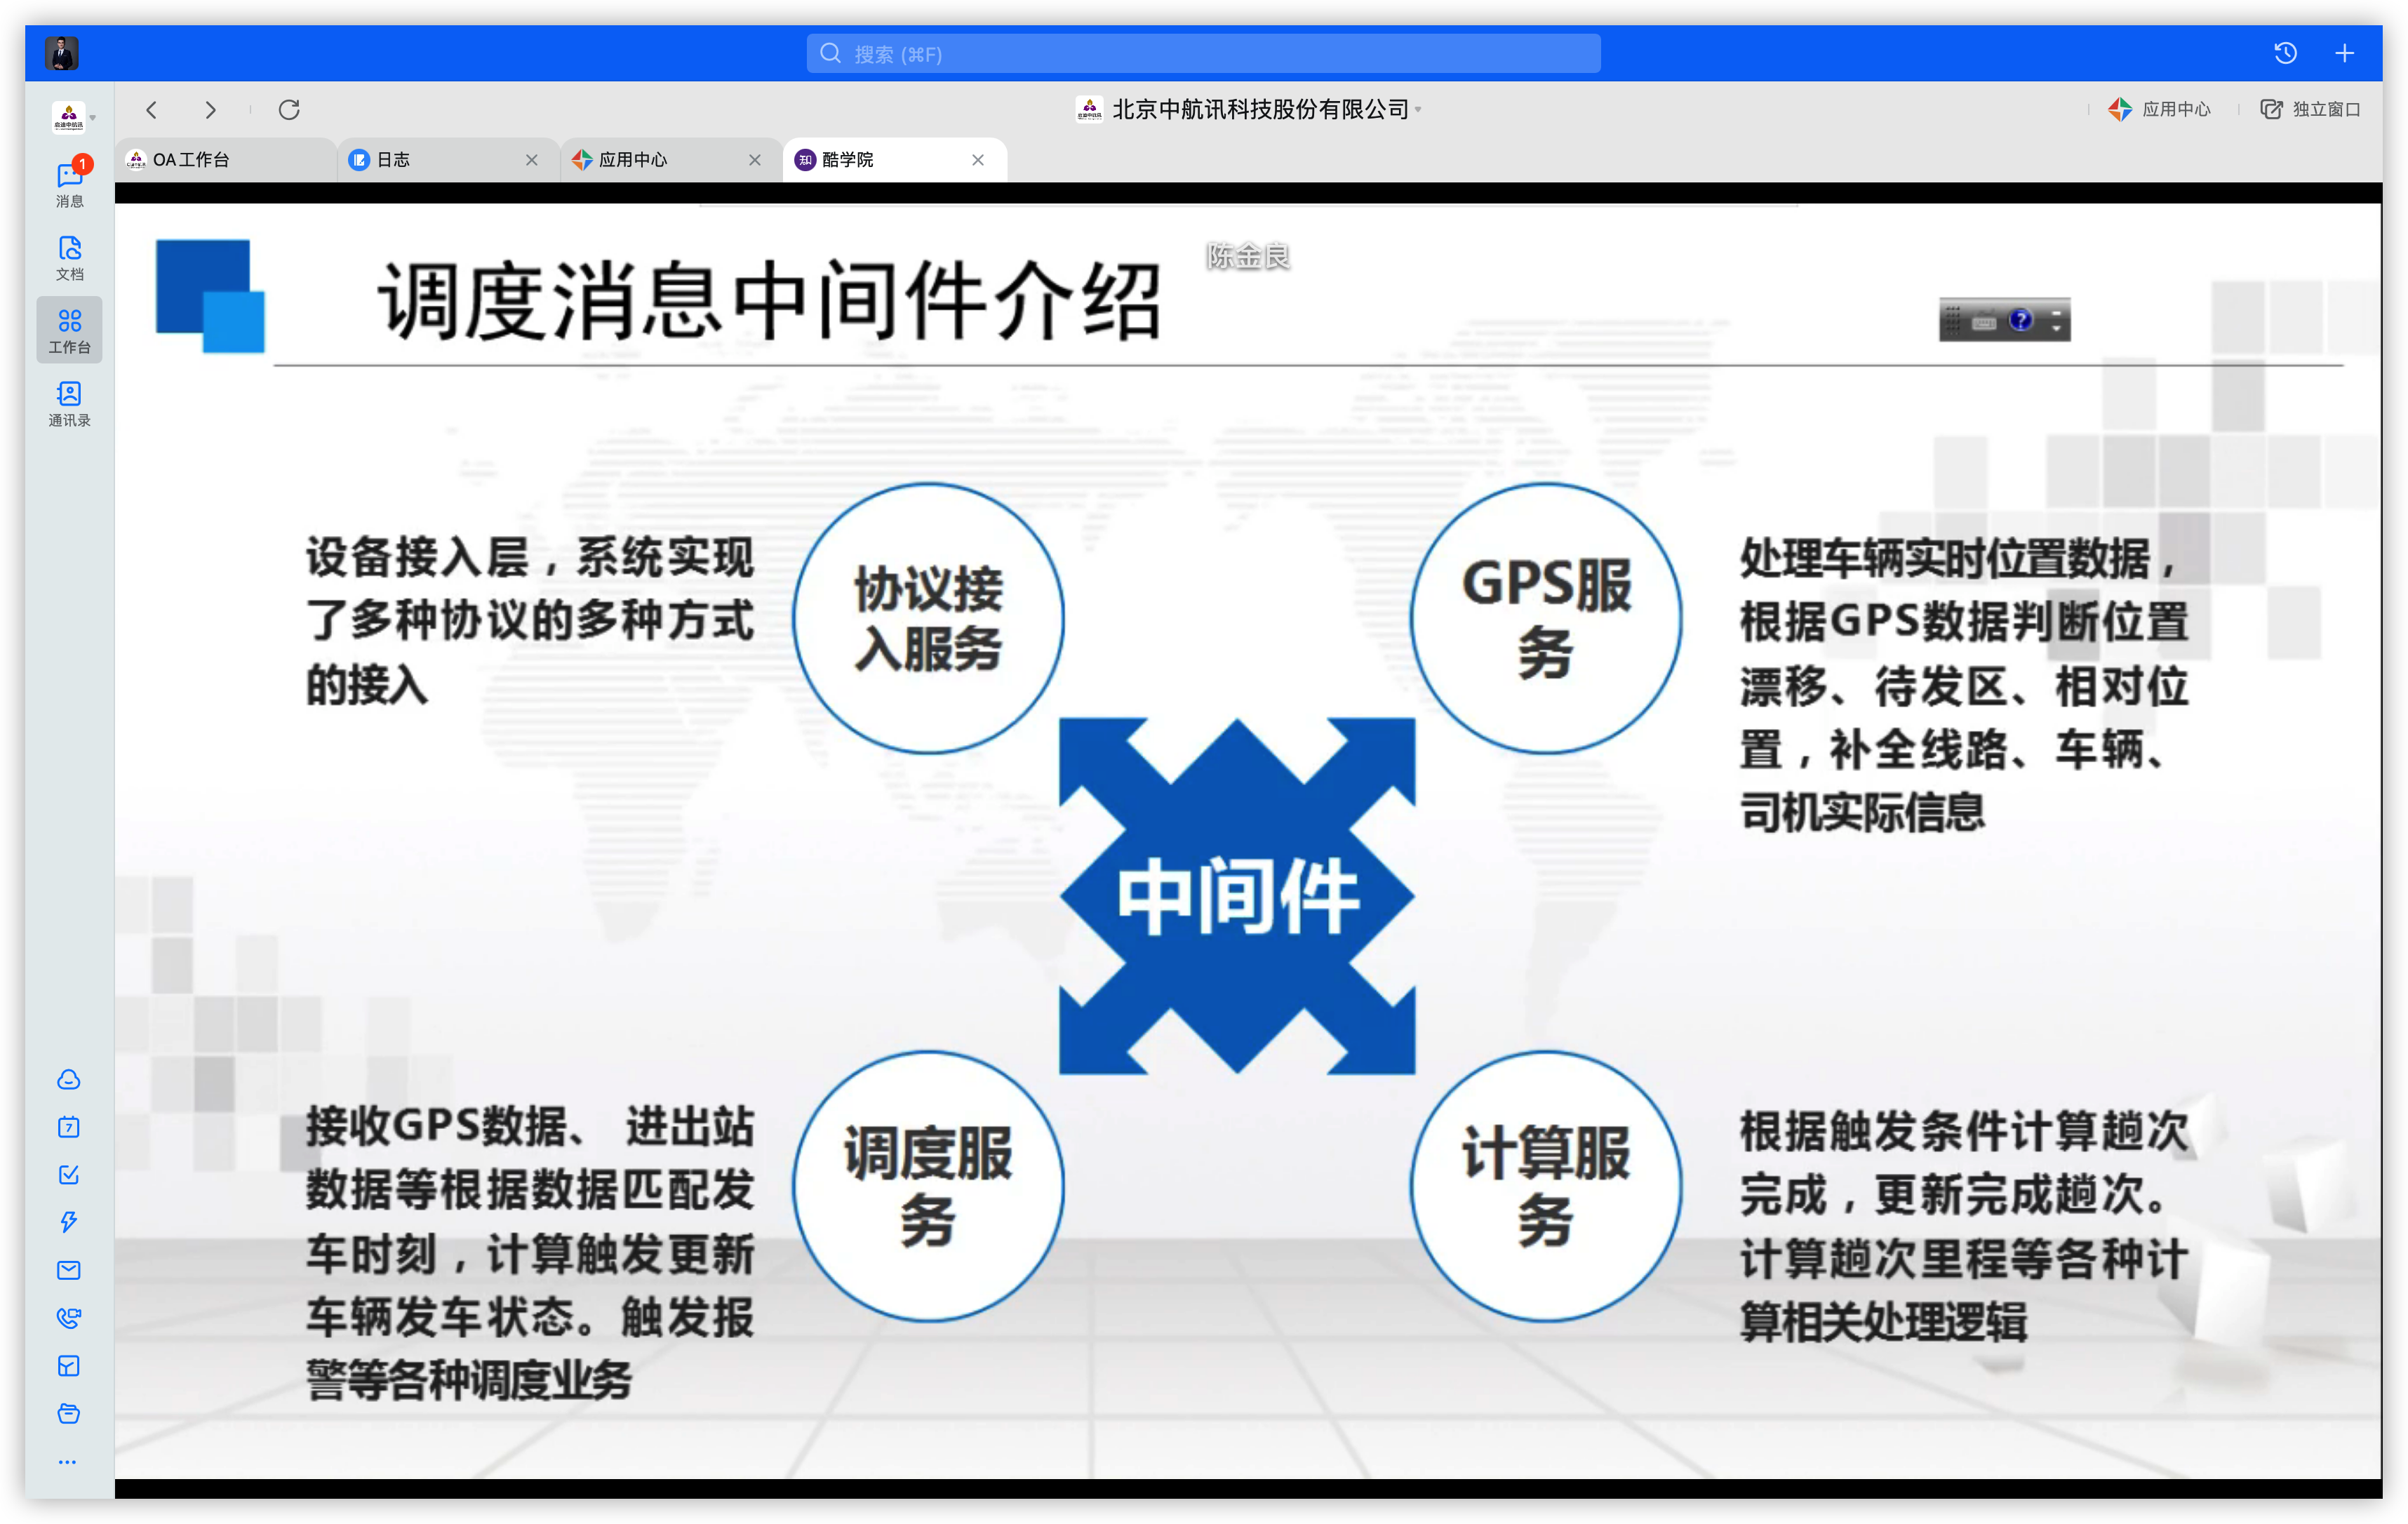 搜索 (⌘F)
北京中航讯科技股份有限公司
应用中心
独立窗口
OA工作台
日志
应用中心
知
酷学院
1
消息
文档
工作台
通讯录
7
调度消息中间件介绍
陈金良
设备接入层，系统实现
了多种协议的多种方式
的接入
协议接
入服务
GPS服
务
处理车辆实时位置数据，
根据GPS数据判断位置
漂移、待发区、相对位
置，补全线路、车辆、
司机实际信息
中间件
接收GPS数据、 进出站
数据等根据数据匹配发
车时刻，计算触发更新
车辆发车状态。触发报
警等各种调度业务
调度服
务
计算服
务
根据触发条件计算趟次
完成，更新完成趟次。
计算趟次里程等各种计
算相关处理逻辑